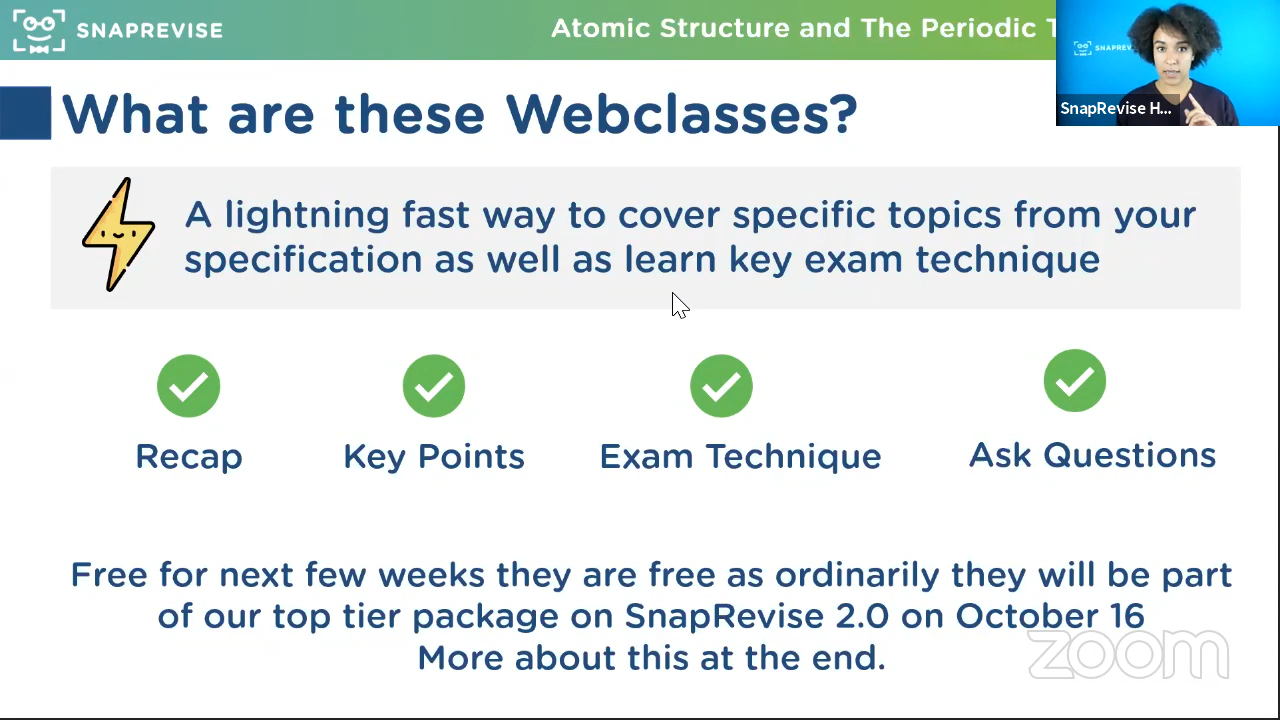 SNAPREVISE
Atomic Structure and The Periodic
SNAPREVISE
SnapRevise H...
What are these Webclasses?
A lightning fast way to cover specific topics from your
specification as well as learn key exam technique
Recap
Key Points
Exam Technique
Ask Questions
Free for next few weeks they are free as ordinarily they will be part
of our top tier package on SnapRevise 2.0 on October 16
More about this at the end.
zoom